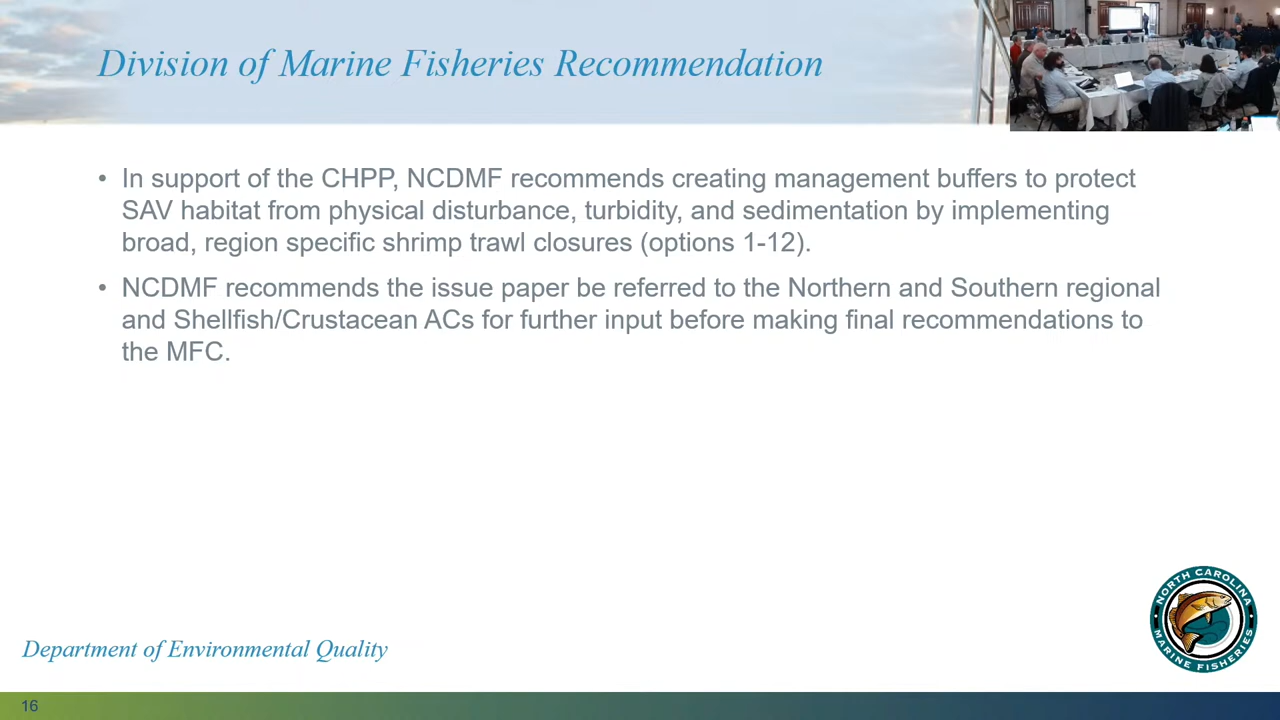 Division of Marine Fisheries Recommendation
• In support of the CHPP, NCDMF recommends creating management buffers to protect
SAV habitat from physical disturbance, turbidity, and sedimentation by implementing
broad, region specific shrimp trawl closures (options 1-12).
• NCDMF recommends the issue paper be referred to the Northern and Southern regional
and Shellfish/Crustacean ACs for further input before making final recommendations to
the MFC.
NORTH CAROLINA
MARINE FISHERIES
Department of Environmental Quality
16